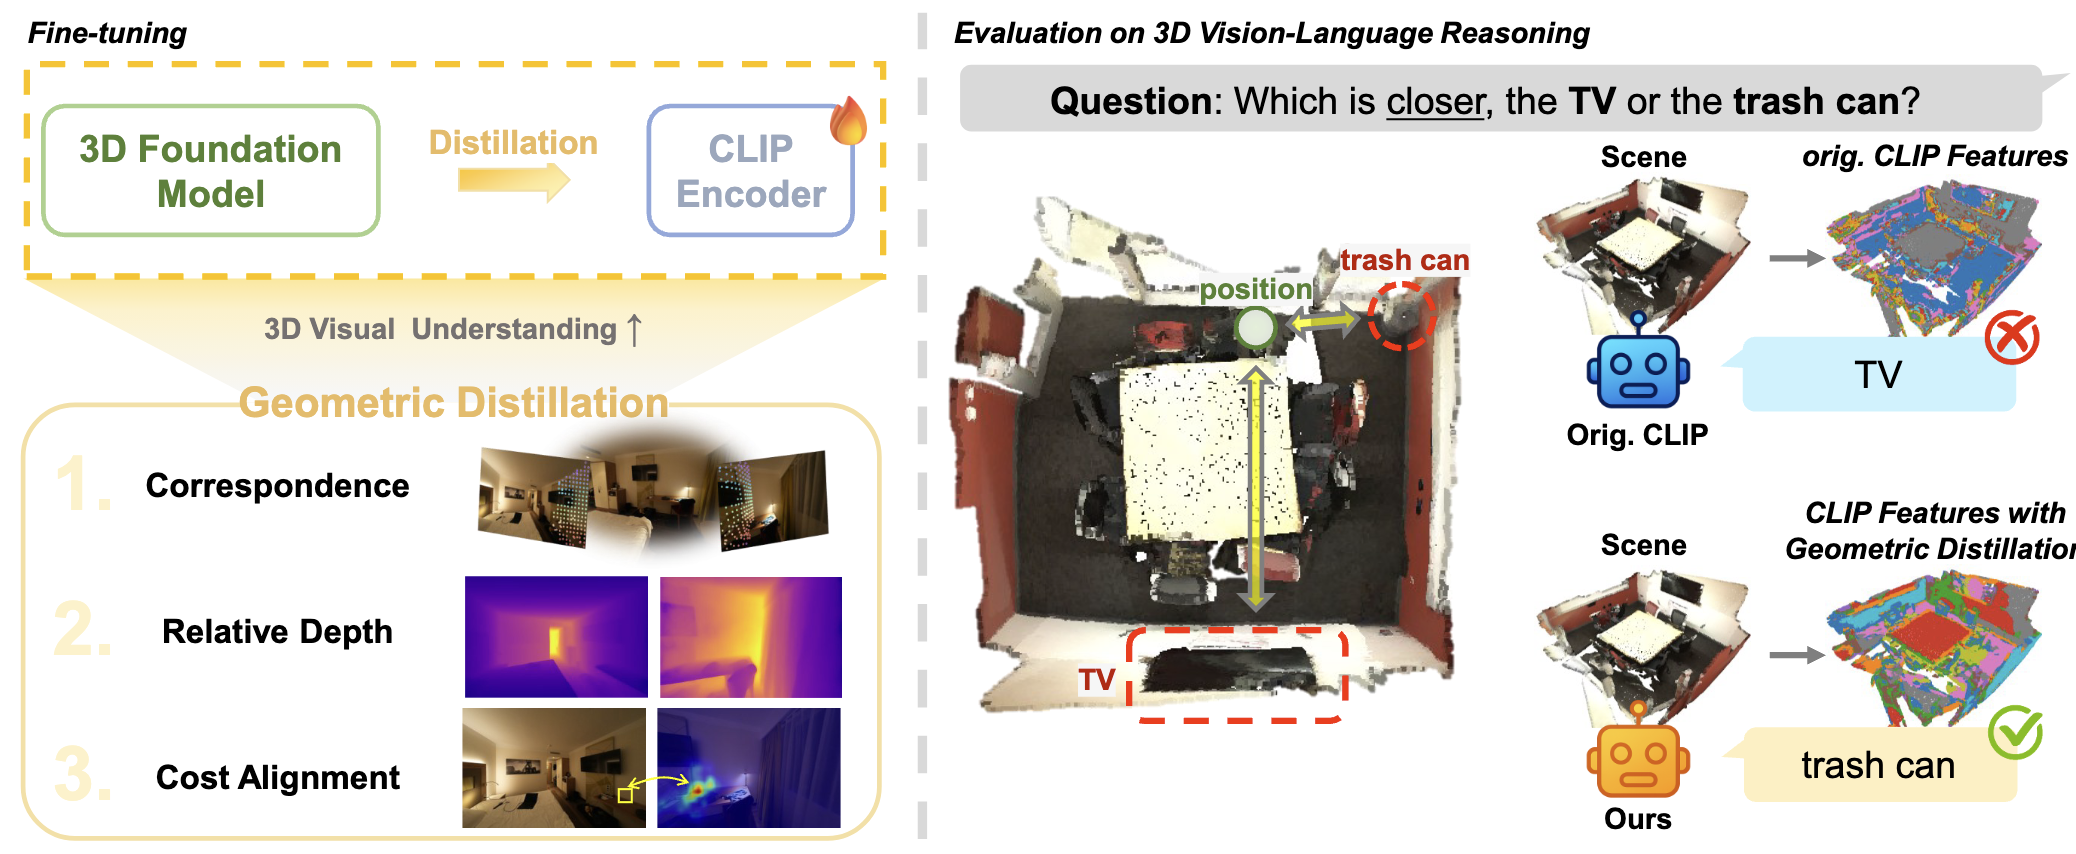 Fine-tuning
3D Foundation
Model
Distillation
CLIP
Encoder
3D Visual Understanding ↑
Geometric Distillation
1. Correspondence
2. Relative Depth
3. Cost Alignment
Evaluation on 3D Vision-Language Reasoning
Question: Which is closer, the TV or the trash can?
trash can
position
TV
Scene
orig. CLIP Features
TV
Orig. CLIP
Scene
CLIP Features with
Geometric Distillation
trash can
Ours